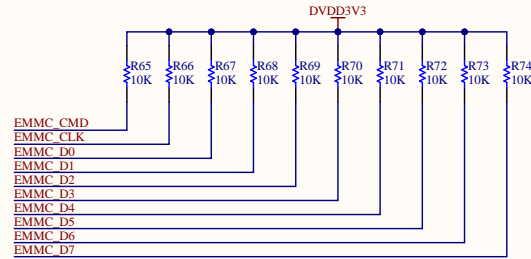 DVDD3V3
R65 R66 R67 R68 R69 R70 R71 R72 R73 R74
10K 10K 10K 10K 10K 10K 10K 10K 10K 10K
EMMC_CMD
EMMC_CLK
EMMC_D0
EMMC_D1
EMMC_D2
EMMC_D3
EMMC_D4
EMMC_D5
EMMC_D6
EMMC_D7